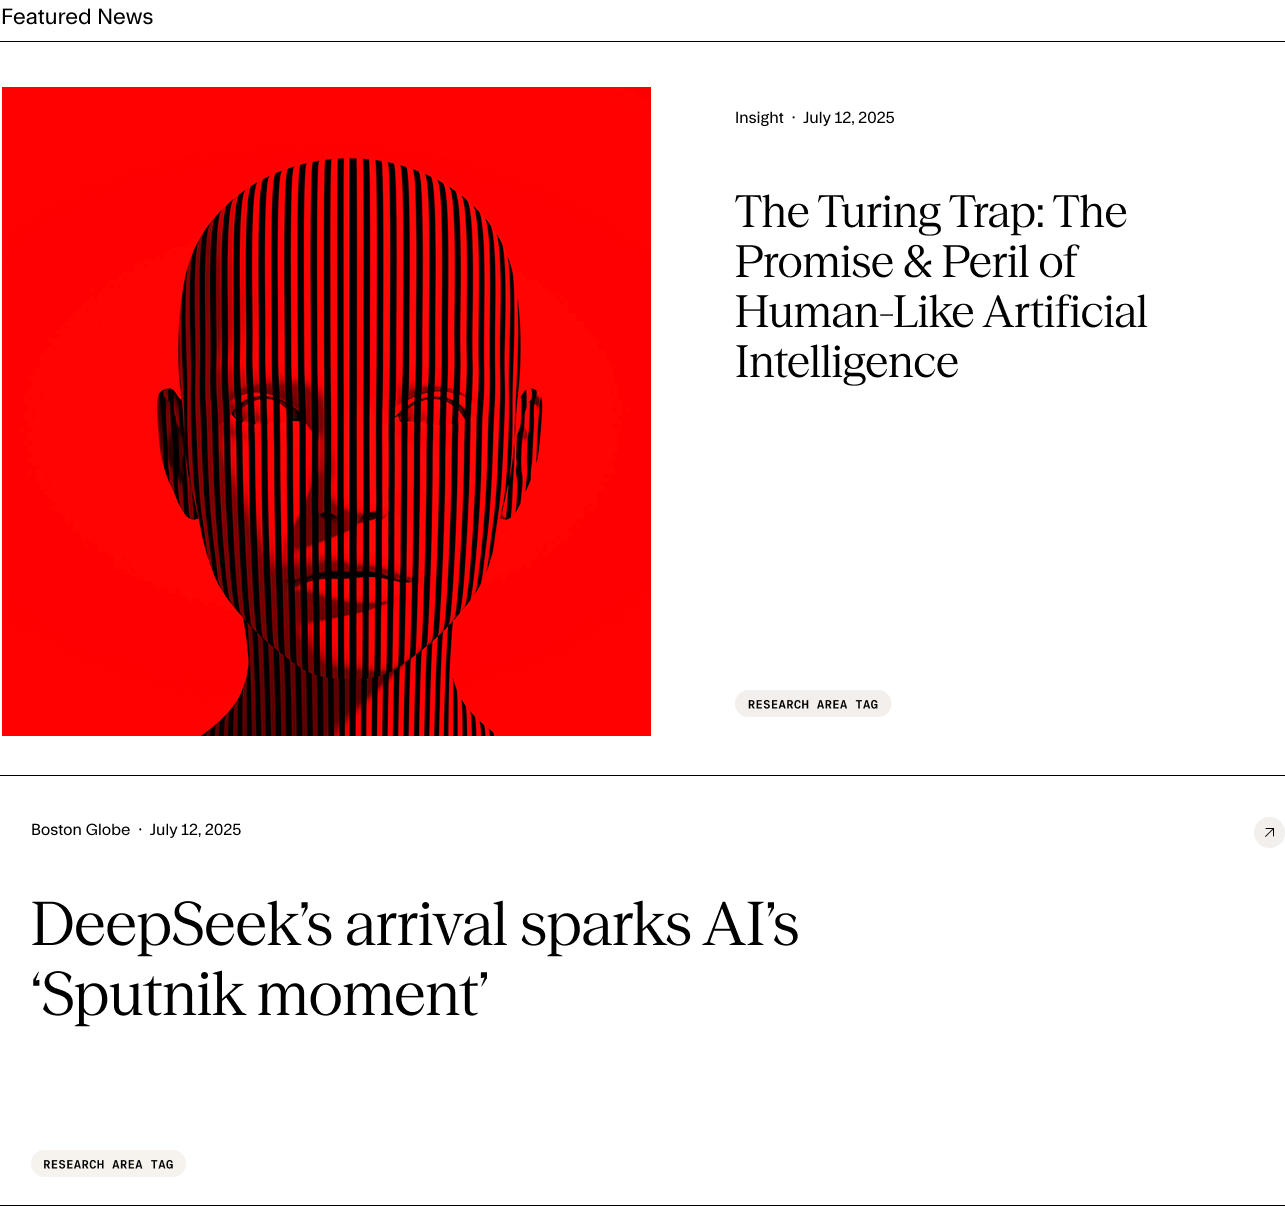 Featured News
Insight · July 12, 2025
The Turing Trap: The
Promise & Peril of
Human-Like Artificial
Intelligence
RESEARCH AREA TAG
Boston Globe · July 12, 2025
DeepSeek’s arrival sparks AI’s
‘Sputnik moment’
RESEARCH AREA TAG